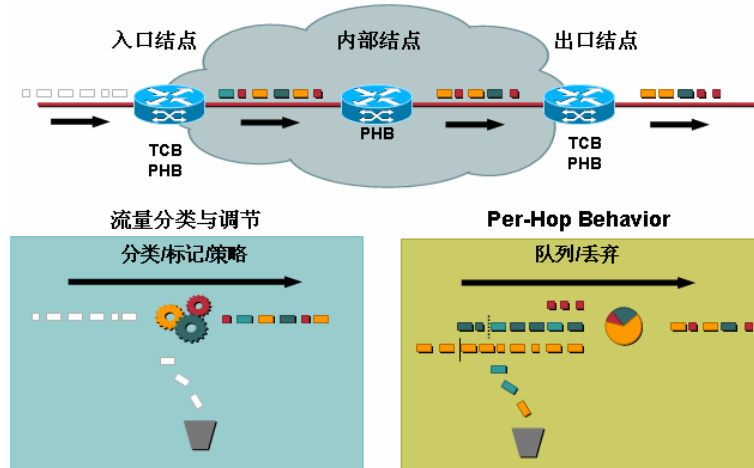 入口结点
内部结点
出口结点
TCB
PHB
PHB
TCB
PHB
流量分类与调节
分类/标记/策略
Per-Hop Behavior
队列/丢弃